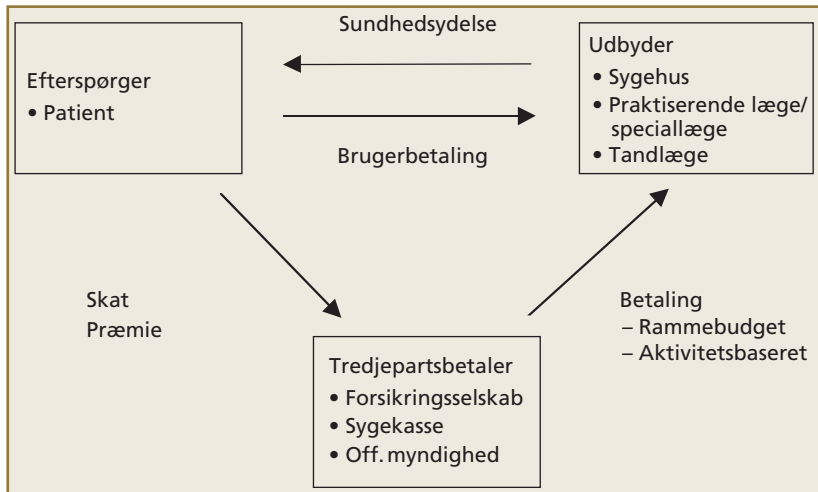 Sundhedsydelse
Efterspørger
• Patient
Udbyder
• Sygehus
• Praktiserende læge/
speciallæge
• Tandlæge
Brugerbetaling
Skat
Præmie
Betaling
– Rammebudget
– Aktivitetsbaseret
Tredjepartsbetaler
• Forsikringsselskab
• Sygekasse
• Off. myndighed